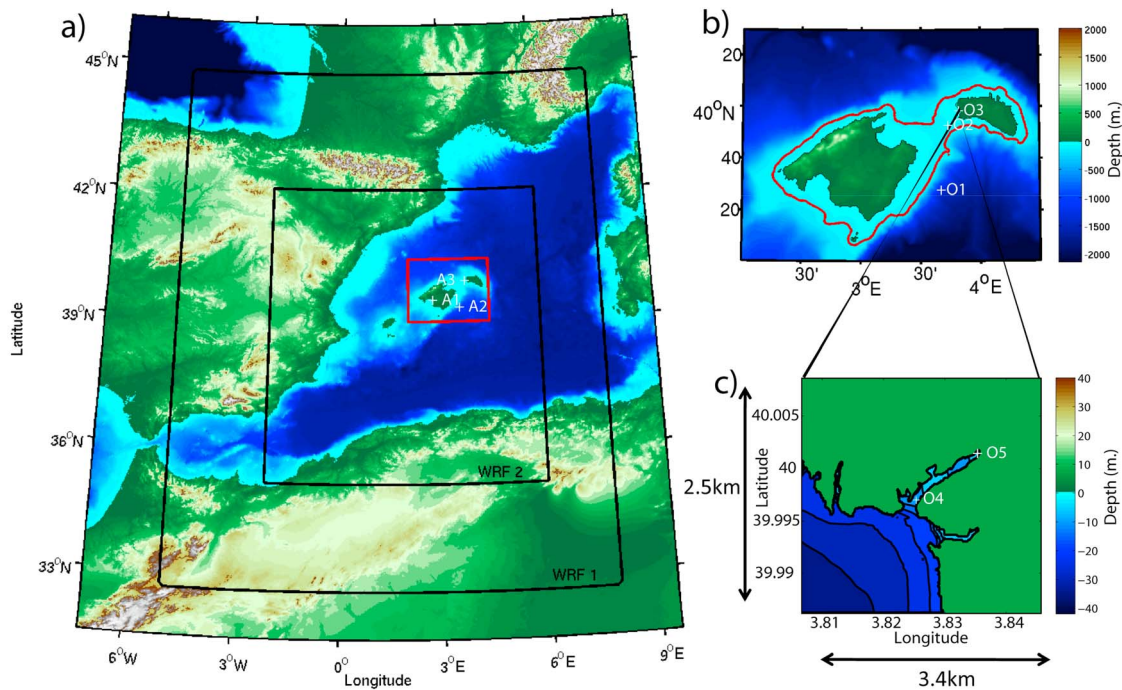 a)
45°N
42°N
39°N
36°N
33°N
Latitude
6°W
3°W
0°
3°E
6°E
9°E
Longitude
A3 +
+ A1
+ A2
WRF 2
WRF 1
b)
20
40°N
40
20
30'
3°E
30'
4°E
+O3
+O2
+O1
2000
1500
1000
500
0
-500
-1000
-1500
-2000
Depth (m.)
c)
40.005
40
39.995
39.99
Latitude
2.5km
+ O5
+O4
3.81
3.82
3.83
3.84
Longitude
3.4km
40
30
20
10
0
-10
-20
-30
-40
Depth (m.)